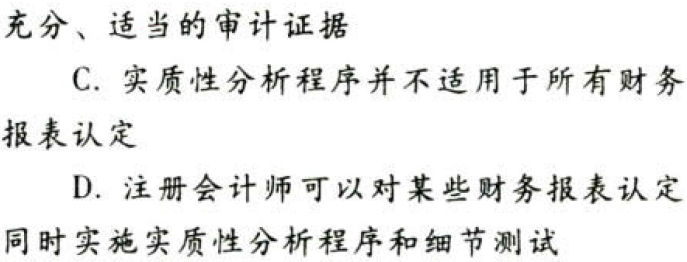 充分、适当的审计证据
C. 实质性分析程序并不适用于所有财务
报表认定
D. 注册会计师可以对某些财务报表认定
同时实施实质性分析程序和细节测试